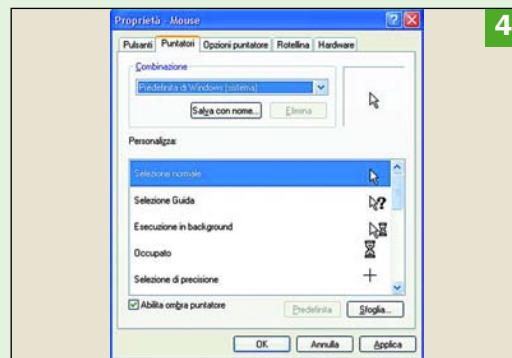 4
Proprietà - Mouse
Pulsanti Puntatori Opzioni puntatore Rotellina Hardware
Combinazione
Predefinita di Windows (sistema)
Salva con nome... Elimina
Personalizza:
Selezione normale
Selezione Guida
Esecuzione in background
Occupato
Selezione di precisione
Abilita ombra puntatore Predefinita Sfoglia...
OK Annulla Applica